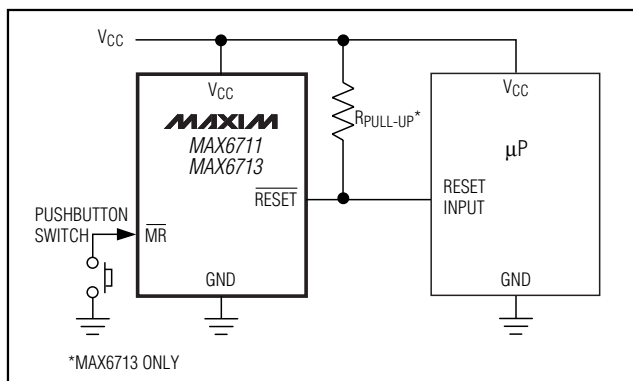 VCC
VCC
MAXIM
MAX6711
MAX6713
RPULL-UP*
VCC
µP
RESET
RESET
INPUT
PUSHBUTTON
SWITCH
MR
GND
GND
*MAX6713 ONLY